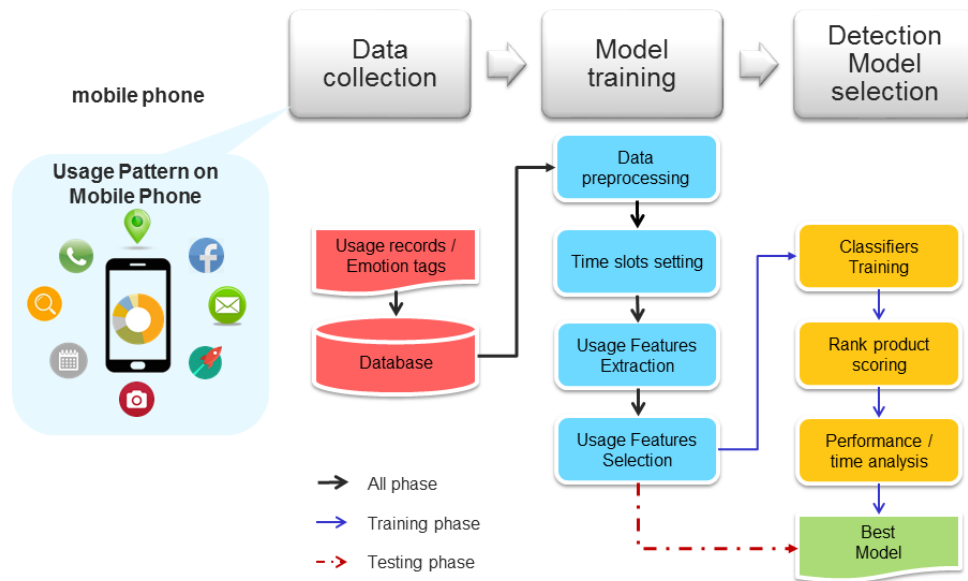 Data
collection
Model
training
Detection
Model
selection
mobile phone
Usage Pattern on
Mobile Phone
Usage records /
Emotion tags
Database
Data
preprocessing
Time slots setting
Usage Features
Extraction
Usage Features
Selection
Classifiers
Training
Rank product
scoring
Performance /
time analysis
Best
Model
All phase
Training phase
Testing phase